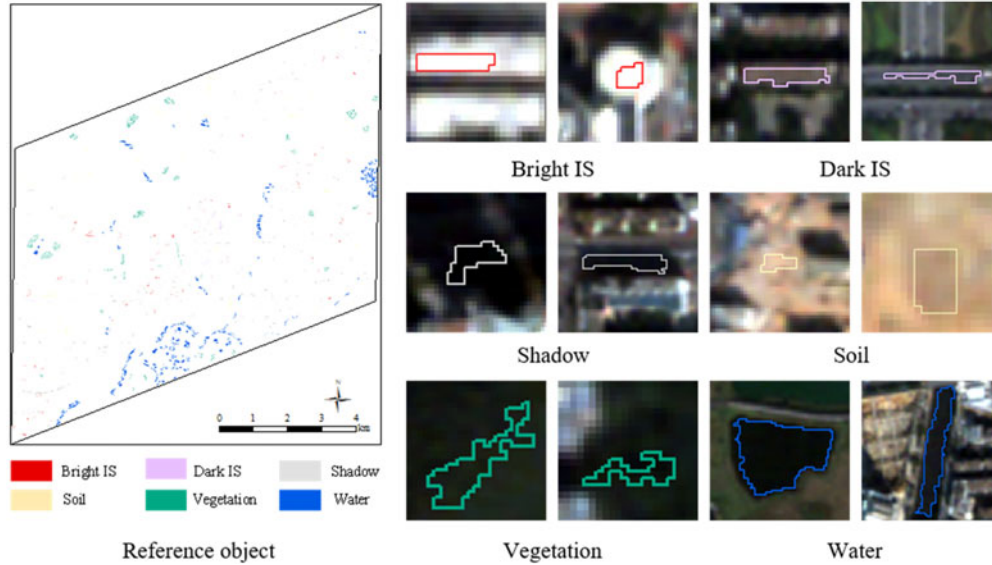 Bright IS
Dark IS
Shadow
Soil
Vegetation
Water
N
0 1 2 3 4
km
Bright IS
Dark IS
Shadow
Soil
Vegetation
Water
Reference object